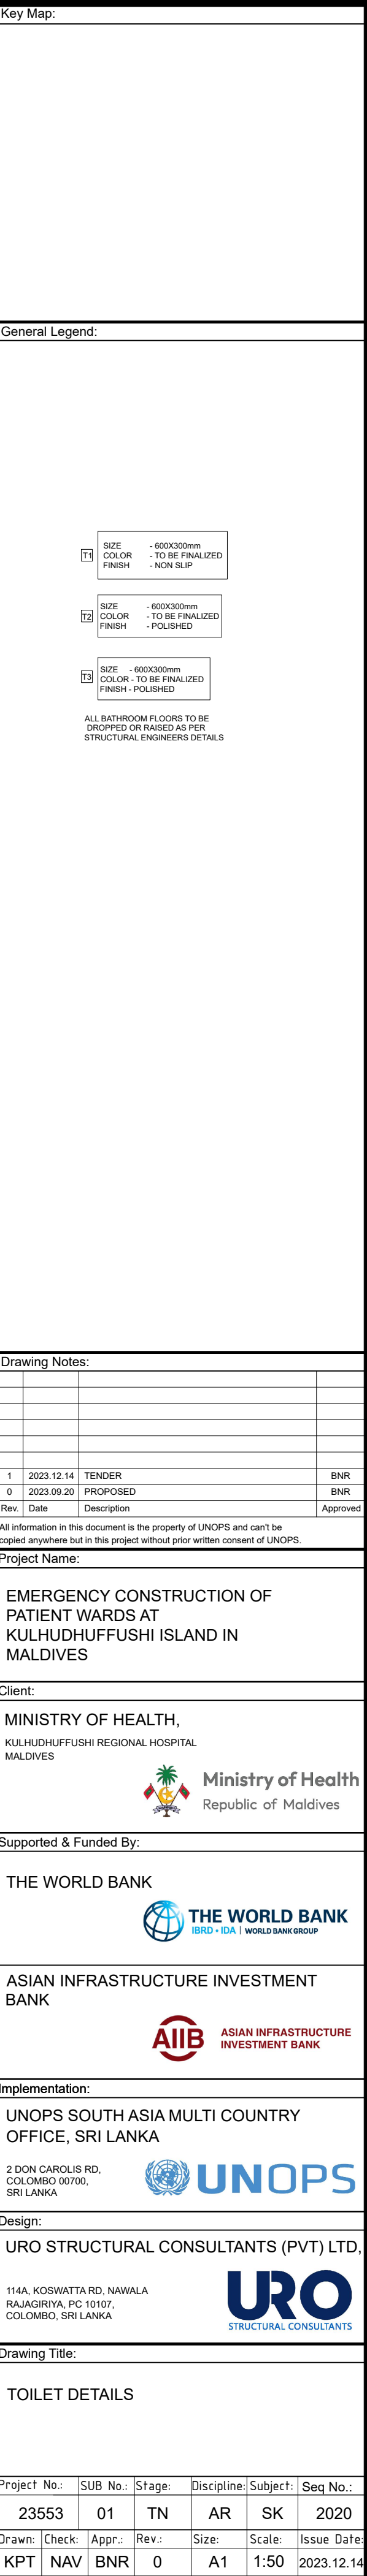 Key Map:
General Legend:
T1
SIZE - 600X300mm
COLOR - TO BE FINALIZED
FINISH - NON SLIP
T2
SIZE - 600X300mm
COLOR - TO BE FINALIZED
FINISH - POLISHED
T3
SIZE - 600X300mm
COLOR - TO BE FINALIZED
FINISH - POLISHED
ALL BATHROOM FLOORS TO BE
DROPPED OR RAISED AS PER
STRUCTURAL ENGINEERS DETAILS
Drawing Notes:
1 2023.12.14 TENDER BNR
0 2023.09.20 PROPOSED BNR
Rev. Date Description Approved
All information in this document is the property of UNOPS and can't be
copied anywhere but in this project without prior written consent of UNOPS.
Project Name:
EMERGENCY CONSTRUCTION OF
PATIENT WARDS AT
KULHUDHUFFUSHI ISLAND IN
MALDIVES
Client:
MINISTRY OF HEALTH,
KULHUDHUFFUSHI REGIONAL HOSPITAL
MALDIVES
Ministry of Health
Republic of Maldives
Supported & Funded By:
THE WORLD BANK
THE WORLD BANK
IBRD • IDA | WORLD BANK GROUP
ASIAN INFRASTRUCTURE INVESTMENT
BANK
AIIB
ASIAN INFRASTRUCTURE
INVESTMENT BANK
Implementation:
UNOPS SOUTH ASIA MULTI COUNTRY
OFFICE, SRI LANKA
2 DON CAROLIS RD,
COLOMBO 00700,
SRI LANKA
UNOPS
Design:
URO STRUCTURAL CONSULTANTS (PVT) LTD,
114A, KOSWATTA RD, NAWALA
RAJAGIRIYA, PC 10107,
COLOMBO, SRI LANKA
URO
STRUCTURAL CONSULTANTS
Drawing Title:
TOILET DETAILS
Project No.: SUB No.: Stage: Discipline: Subject: Seq No.:
23553 01 TN AR SK 2020
Drawn: Check: Appr.: Rev.: Size: Scale: Issue Date:
KPT NAV BNR 0 A1 1:50 2023.12.14